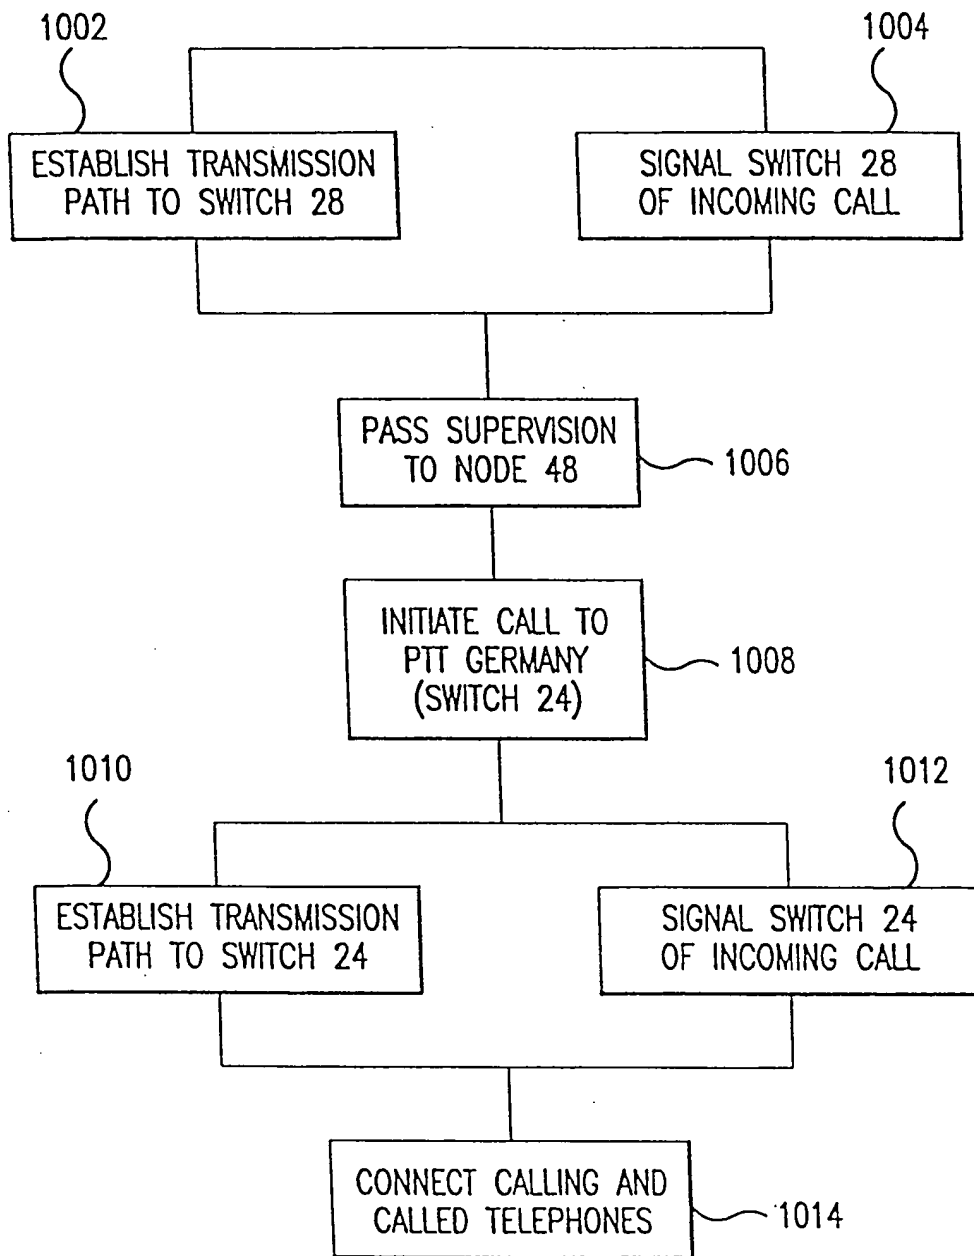 1002
1004
ESTABLISH TRANSMISSION
PATH TO SWITCH 28
SIGNAL SWITCH 28
OF INCOMING CALL
PASS SUPERVISION
TO NODE 48
1006
INITIATE CALL TO
PTT GERMANY
(SWITCH 24)
1008
1010
1012
ESTABLISH TRANSMISSION
PATH TO SWITCH 24
SIGNAL SWITCH 24
OF INCOMING CALL
CONNECT CALLING AND
CALLED TELEPHONES
1014